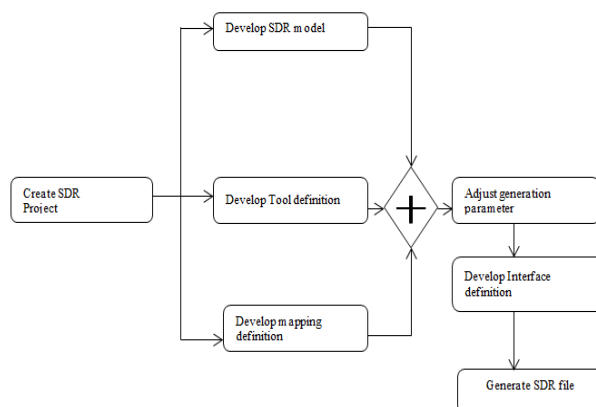 Develop SDR model
Create SDR
Project
Develop Tool definition
Develop mapping
definition
Adjust generation
parameter
Develop Interface
definition
Generate SDR file